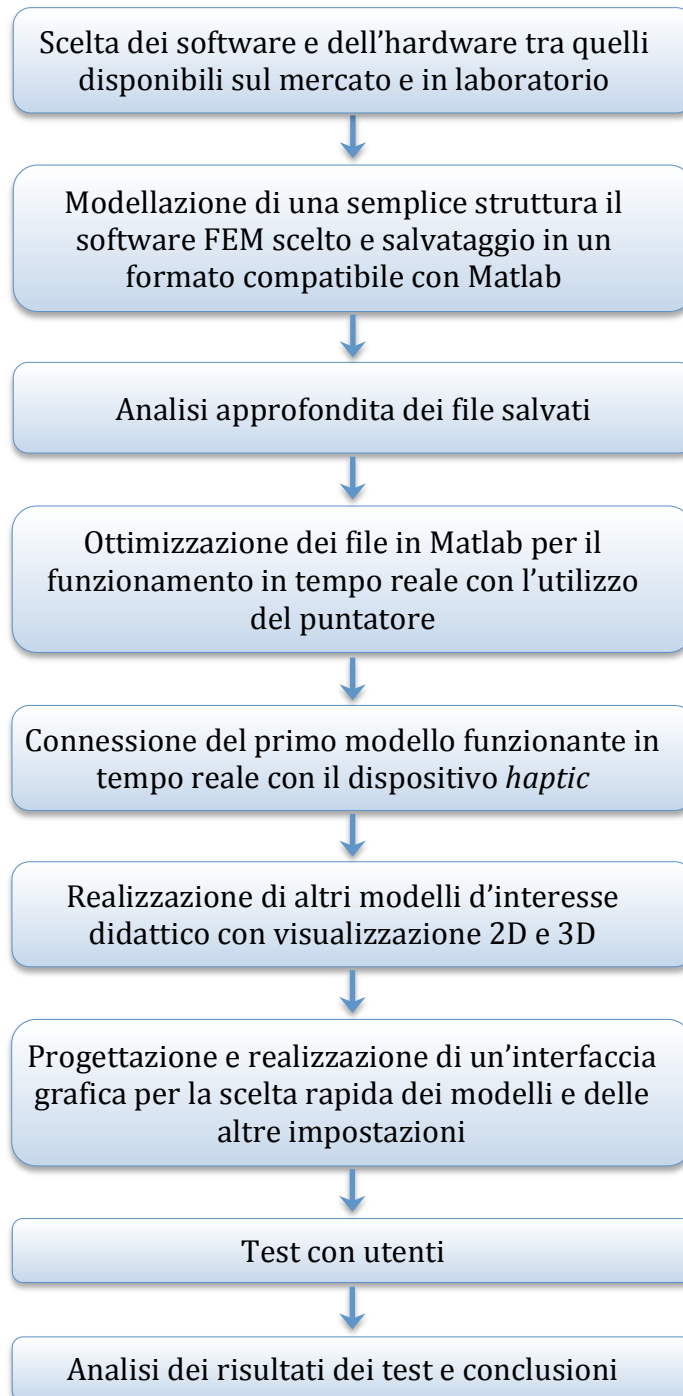 Scelta dei software e dell’hardware tra quelli
disponibili sul mercato e in laboratorio
Modellazione di una semplice struttura il
software FEM scelto e salvataggio in un
formato compatibile con Matlab
Analisi approfondita dei file salvati
Ottimizzazione dei file in Matlab per il
funzionamento in tempo reale con l’utilizzo
del puntatore
Connessione del primo modello funzionante in
tempo reale con il dispositivo haptic
Realizzazione di altri modelli d’interesse
didattico con visualizzazione 2D e 3D
Progettazione e realizzazione di un’interfaccia
grafica per la scelta rapida dei modelli e delle
altre impostazioni
Test con utenti
Analisi dei risultati dei test e conclusioni